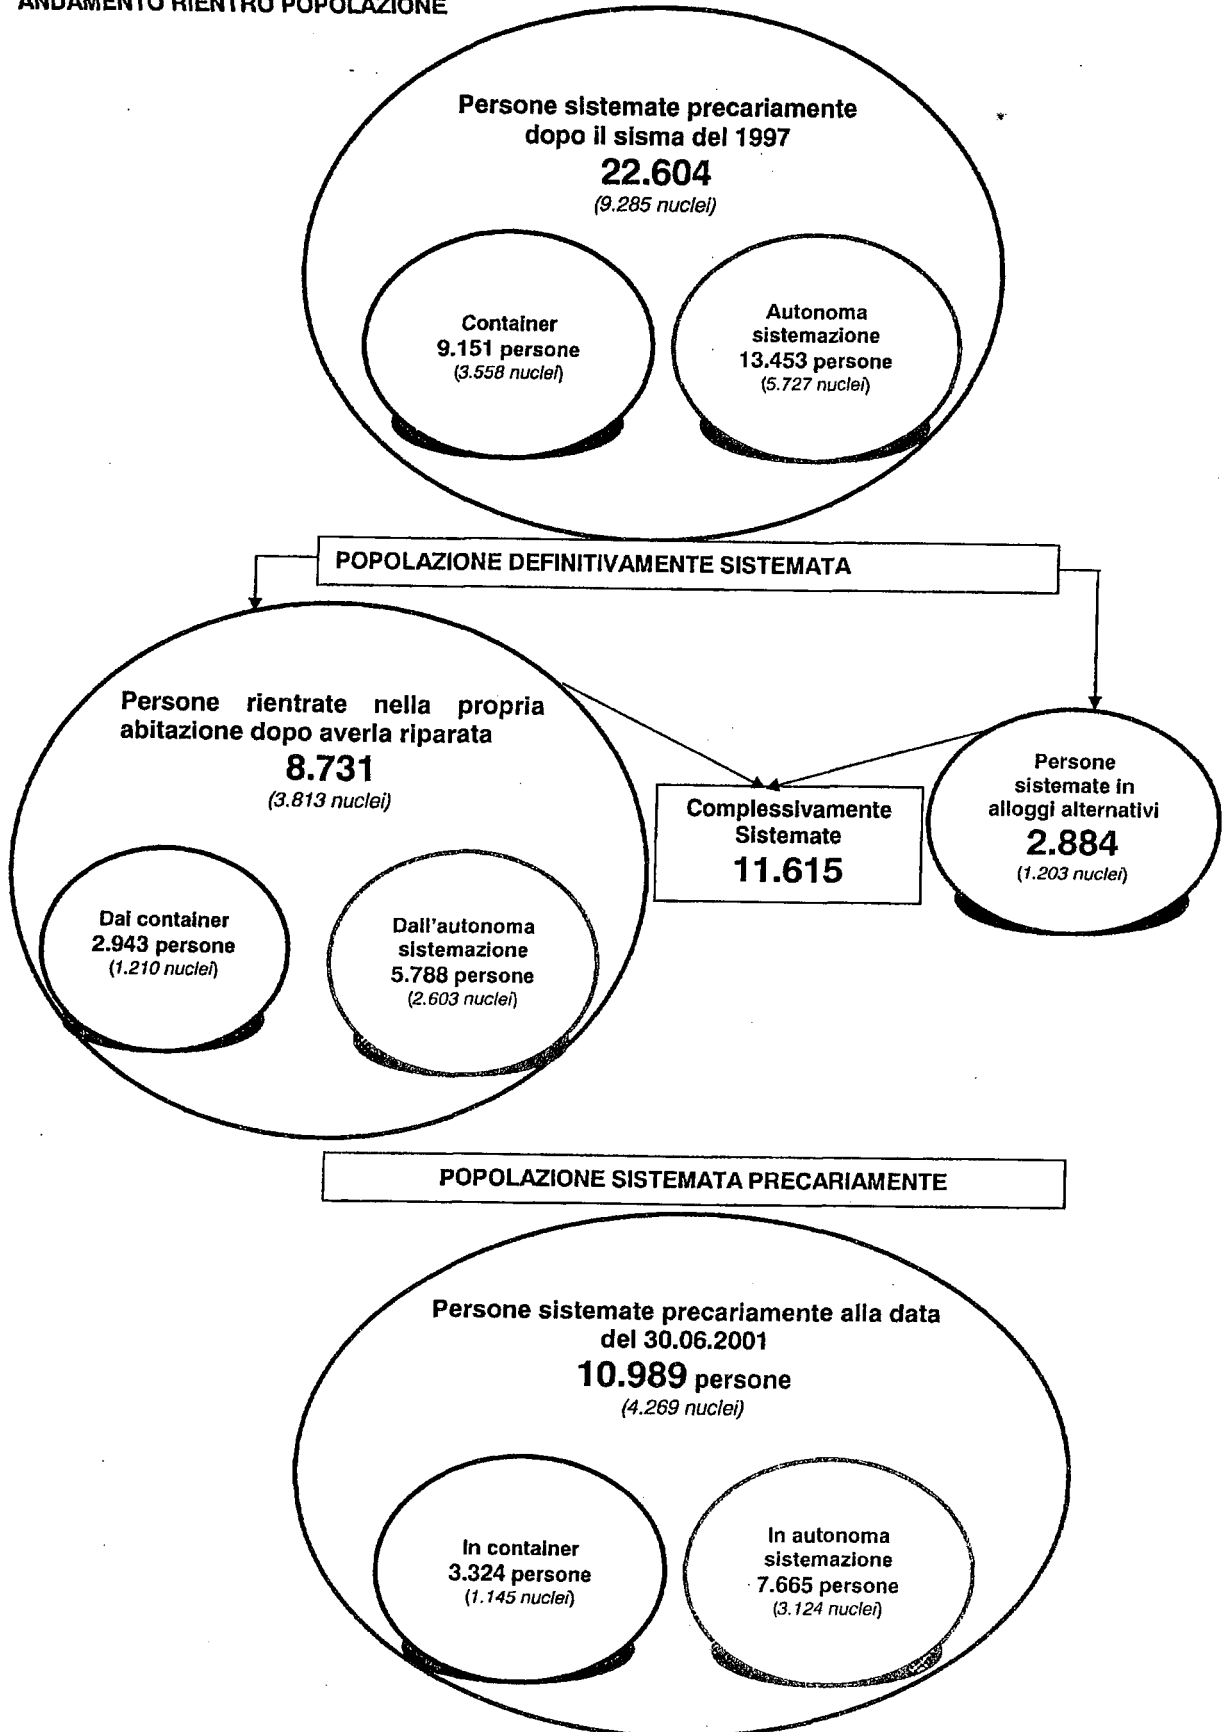 ANDAMENTO RIENTRO POPOLAZIONE
Persone sistemate precariamente
dopo il sisma del 1997
22.604
(9.285 nuclei)
Container
9.151 persone
(3.558 nuclei)
Autonoma
sistemazione
13.453 persone
(5.727 nuclei)
POPOLAZIONE DEFINITIVAMENTE SISTEMATA
Persone rientrate nella propria
abitazione dopo averla riparata
8.731
(3.813 nuclei)
Dai container
2.943 persone
(1.210 nuclei)
Dall'autonoma
sistemazione
5.788 persone
(2.603 nuclei)
Complessivamente
Sistemate
11.615
Persone
sistemate in
alloggi alternativi
2.884
(1.203 nuclei)
POPOLAZIONE SISTEMATA PRECARIAMENTE
Persone sistemate precariamente alla data
del 30.06.2001
10.989 persone
(4.269 nuclei)
In container
3.324 persone
(1.145 nuclei)
In autonoma
sistemazione
7.665 persone
(3.124 nuclei)